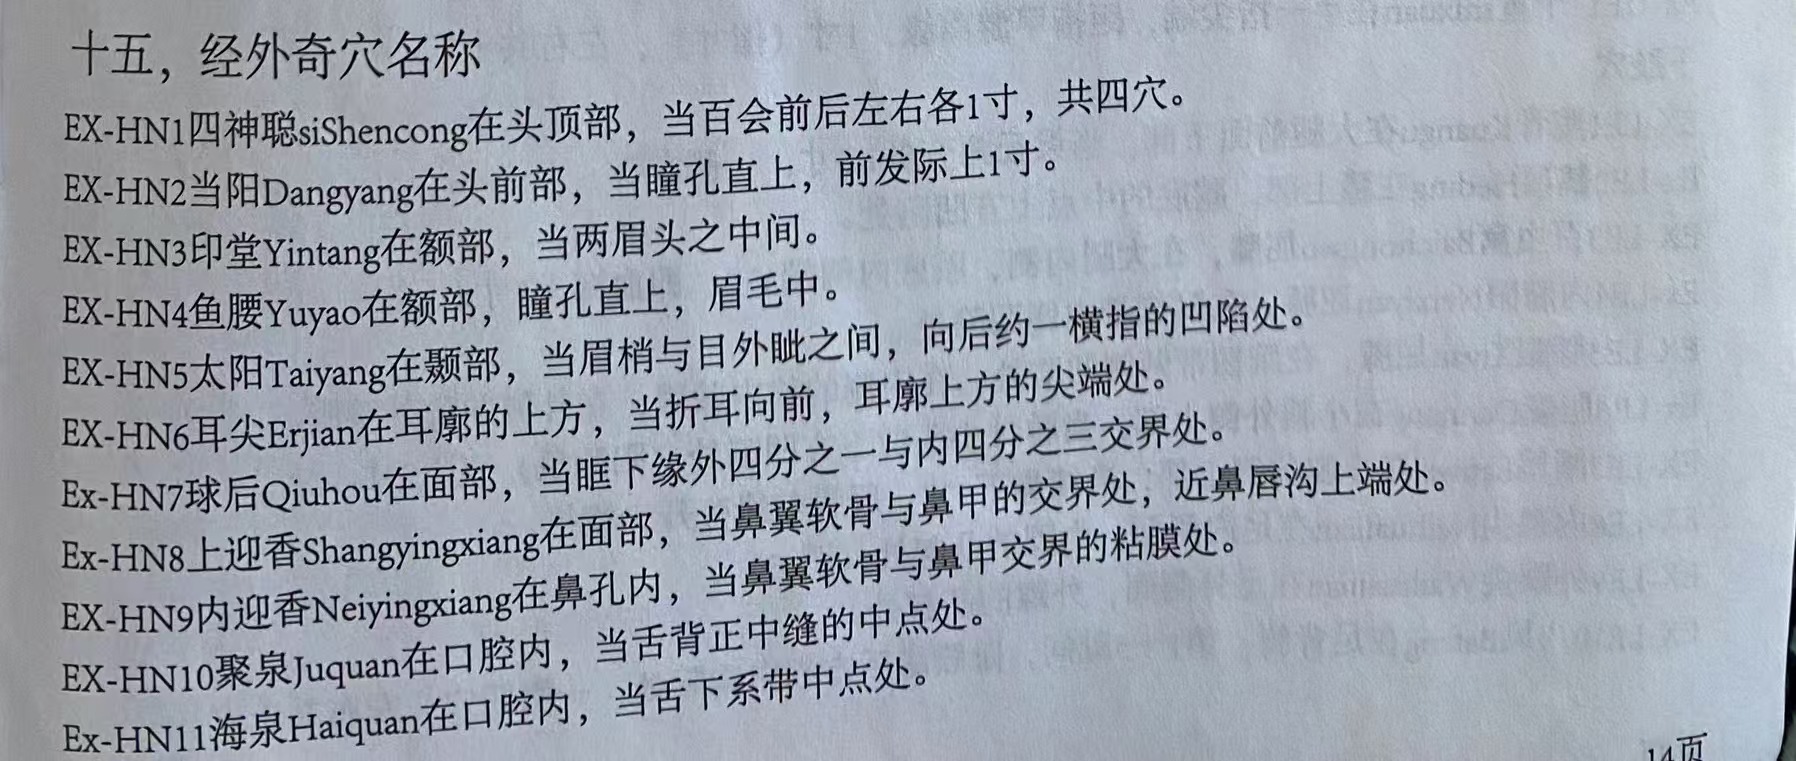 十五，经外奇穴名称
EX-HN1四神聪siShencong在头顶部，当百会前后左右各1寸，共四穴。
EX-HN2当阳Dangyang在头前部，当瞳孔直上，前发际上1寸。
EX-HN3印堂Yintang在额部，当两眉头之中间。
EX-HN4鱼腰Yuyao在额部，瞳孔直上，眉毛中。
EX-HN5太阳Taiyang在颞部，当眉梢与目外眦之间，向后约一横指的凹陷处。
EX-HN6耳尖Erjian在耳廓的上方，当折耳向前，耳廓上方的尖端处。
Ex-HN7球后Qiuhou在面部，当眶下缘外四分之一与内四分之三交界处。
Ex-HN8上迎香Shangyingxiang在面部，当鼻翼软骨与鼻甲的交界处，近鼻唇沟上端处。
EX-HN9内迎香Neiyingxiang在鼻孔内，当鼻翼软骨与鼻甲交界的粘膜处。
EX-HN10聚泉Juquan在口腔内，当舌背正中缝的中点处。
Ex-HN11海泉Haiquan在口腔内，当舌下系带中点处。
14页